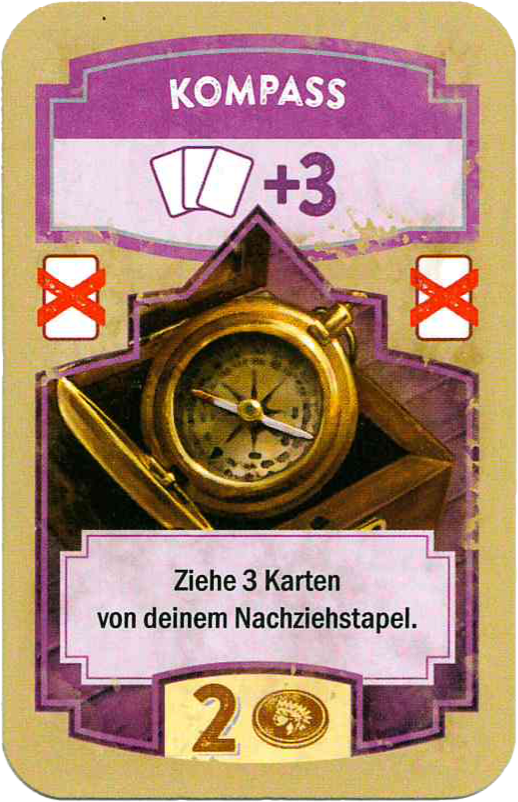 KOMPASS
+3
Ziehe 3 Karten
von deinem Nachziehstapel.
2